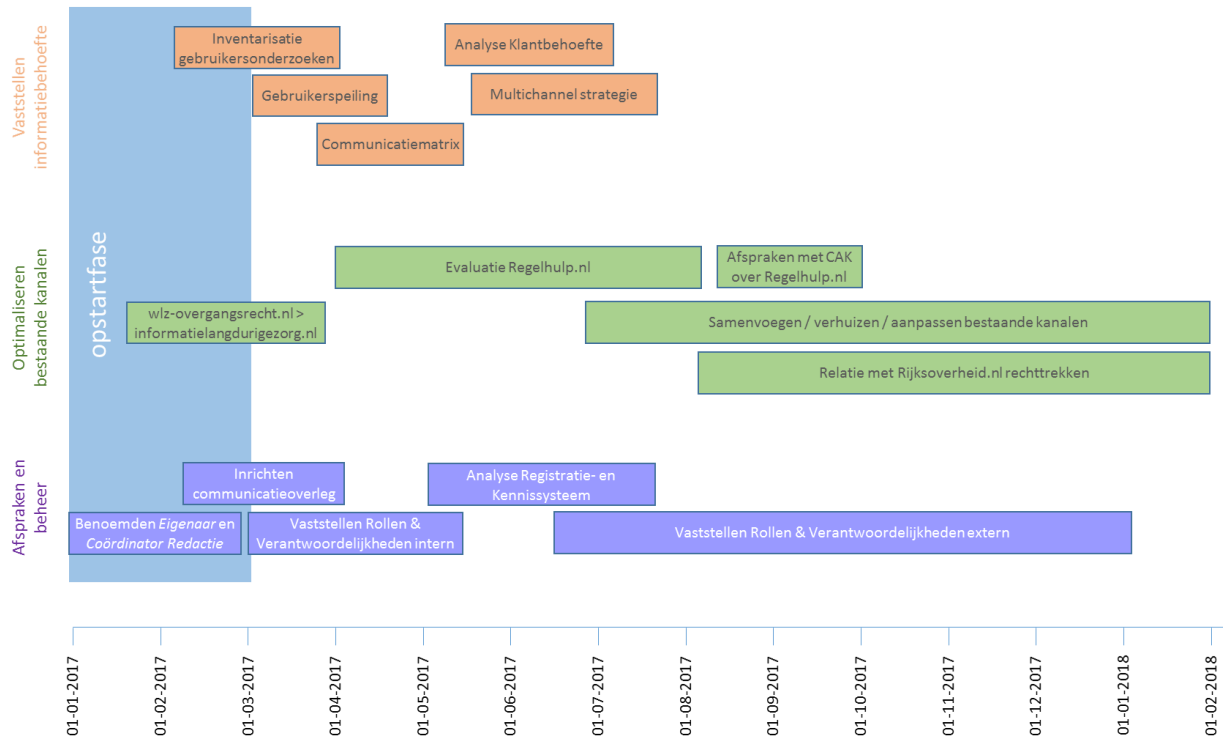 Vaststellen
informatiebehoefte
Inventarisatie
gebruikersonderzoeken
Analyse Klantbehoefte
Gebruikerspeiling
Multichannel strategie
Communicatiematrix
opstartfase
Optimaliseren
bestaande kanalen
Evaluatie Regelhulp.nl
Afspraken met CAK
over Regelhulp.nl
wlz-overgangsrecht.nl >
informatielangdurigezorg.nl
Samenvoegen / verhuizen / aanpassen bestaande kanalen
Relatie met Rijksoverheid.nl rechttrekken
Afspraken en
beheer
Inrichten
communicatieoverleg
Analyse Registratie- en
Kennissysteem
Benoemden Eigenaar en
Coördinator Redactie
Vaststellen Rollen &
Verantwoordelijkheden intern
Vaststellen Rollen & Verantwoordelijkheden extern
01-01-2017
01-02-2017
01-03-2017
01-04-2017
01-05-2017
01-06-2017
01-07-2017
01-08-2017
01-09-2017
01-10-2017
01-11-2017
01-12-2017
01-01-2018
01-02-2018